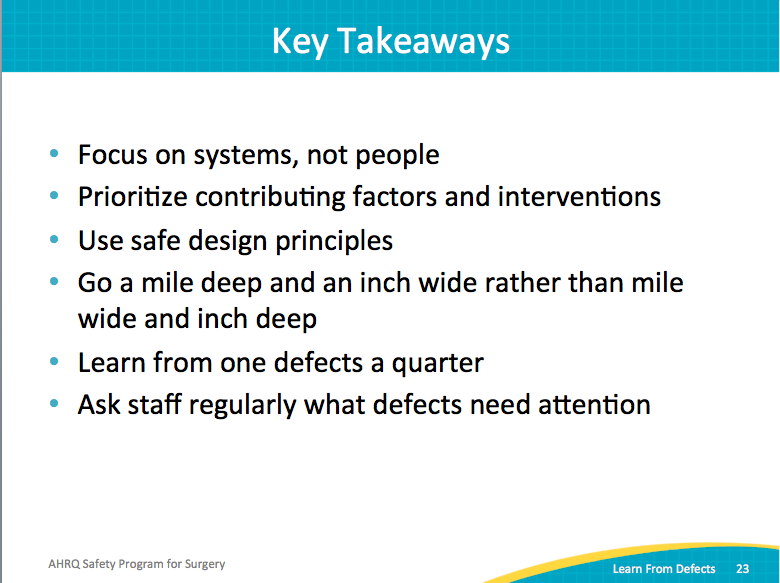 Key Takeaways
• Focus on systems, not people
• Prioritize contributing factors and interventions
• Use safe design principles
• Go a mile deep and an inch wide rather than mile
wide and inch deep
• Learn from one defects a quarter
• Ask staff regularly what defects need attention
AHRQ Safety Program for Surgery
Learn From Defects 23